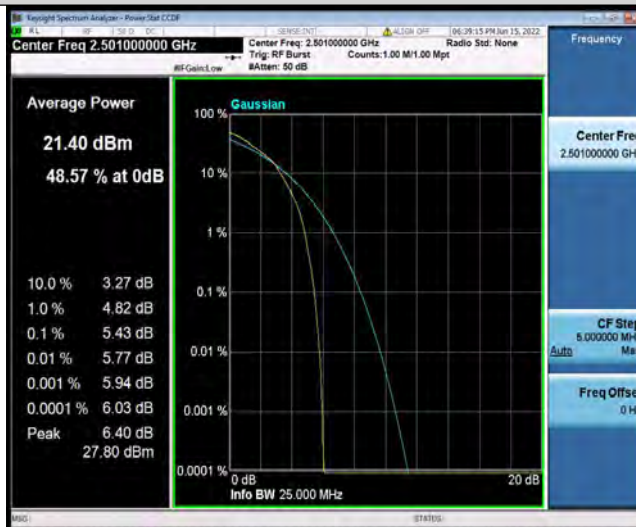 Keysight Spectrum Analyzer - Power Stat CCDF
RL RF 50 Ω DC SENSE:INT ALIGN OFF 06:39:15 PM Jun 15, 2022
Center Freq 2.501000000 GHz
Center Freq: 2.501000000 GHz Radio Std: None
Trig: RF Burst Counts:1.00 M/1.00 Mpt
#IFGain:Low #Atten: 50 dB
Frequency
Average Power
21.40 dBm
48.57 % at 0dB
10.0 % 3.27 dB
1.0 % 4.82 dB
0.1 % 5.43 dB
0.01 % 5.77 dB
0.001 % 5.94 dB
0.0001 % 6.03 dB
Peak 6.40 dB
27.80 dBm
Gaussian
100 %
10 %
1 %
0.1 %
0.01 %
0.001 %
0.0001 %
0 dB 20 dB
Info BW 25.000 MHz
Center Freq
2.501000000 GH
CF Step
5.000000 MH
Auto Ma
Freq Offse
0 H
MSG STATUS